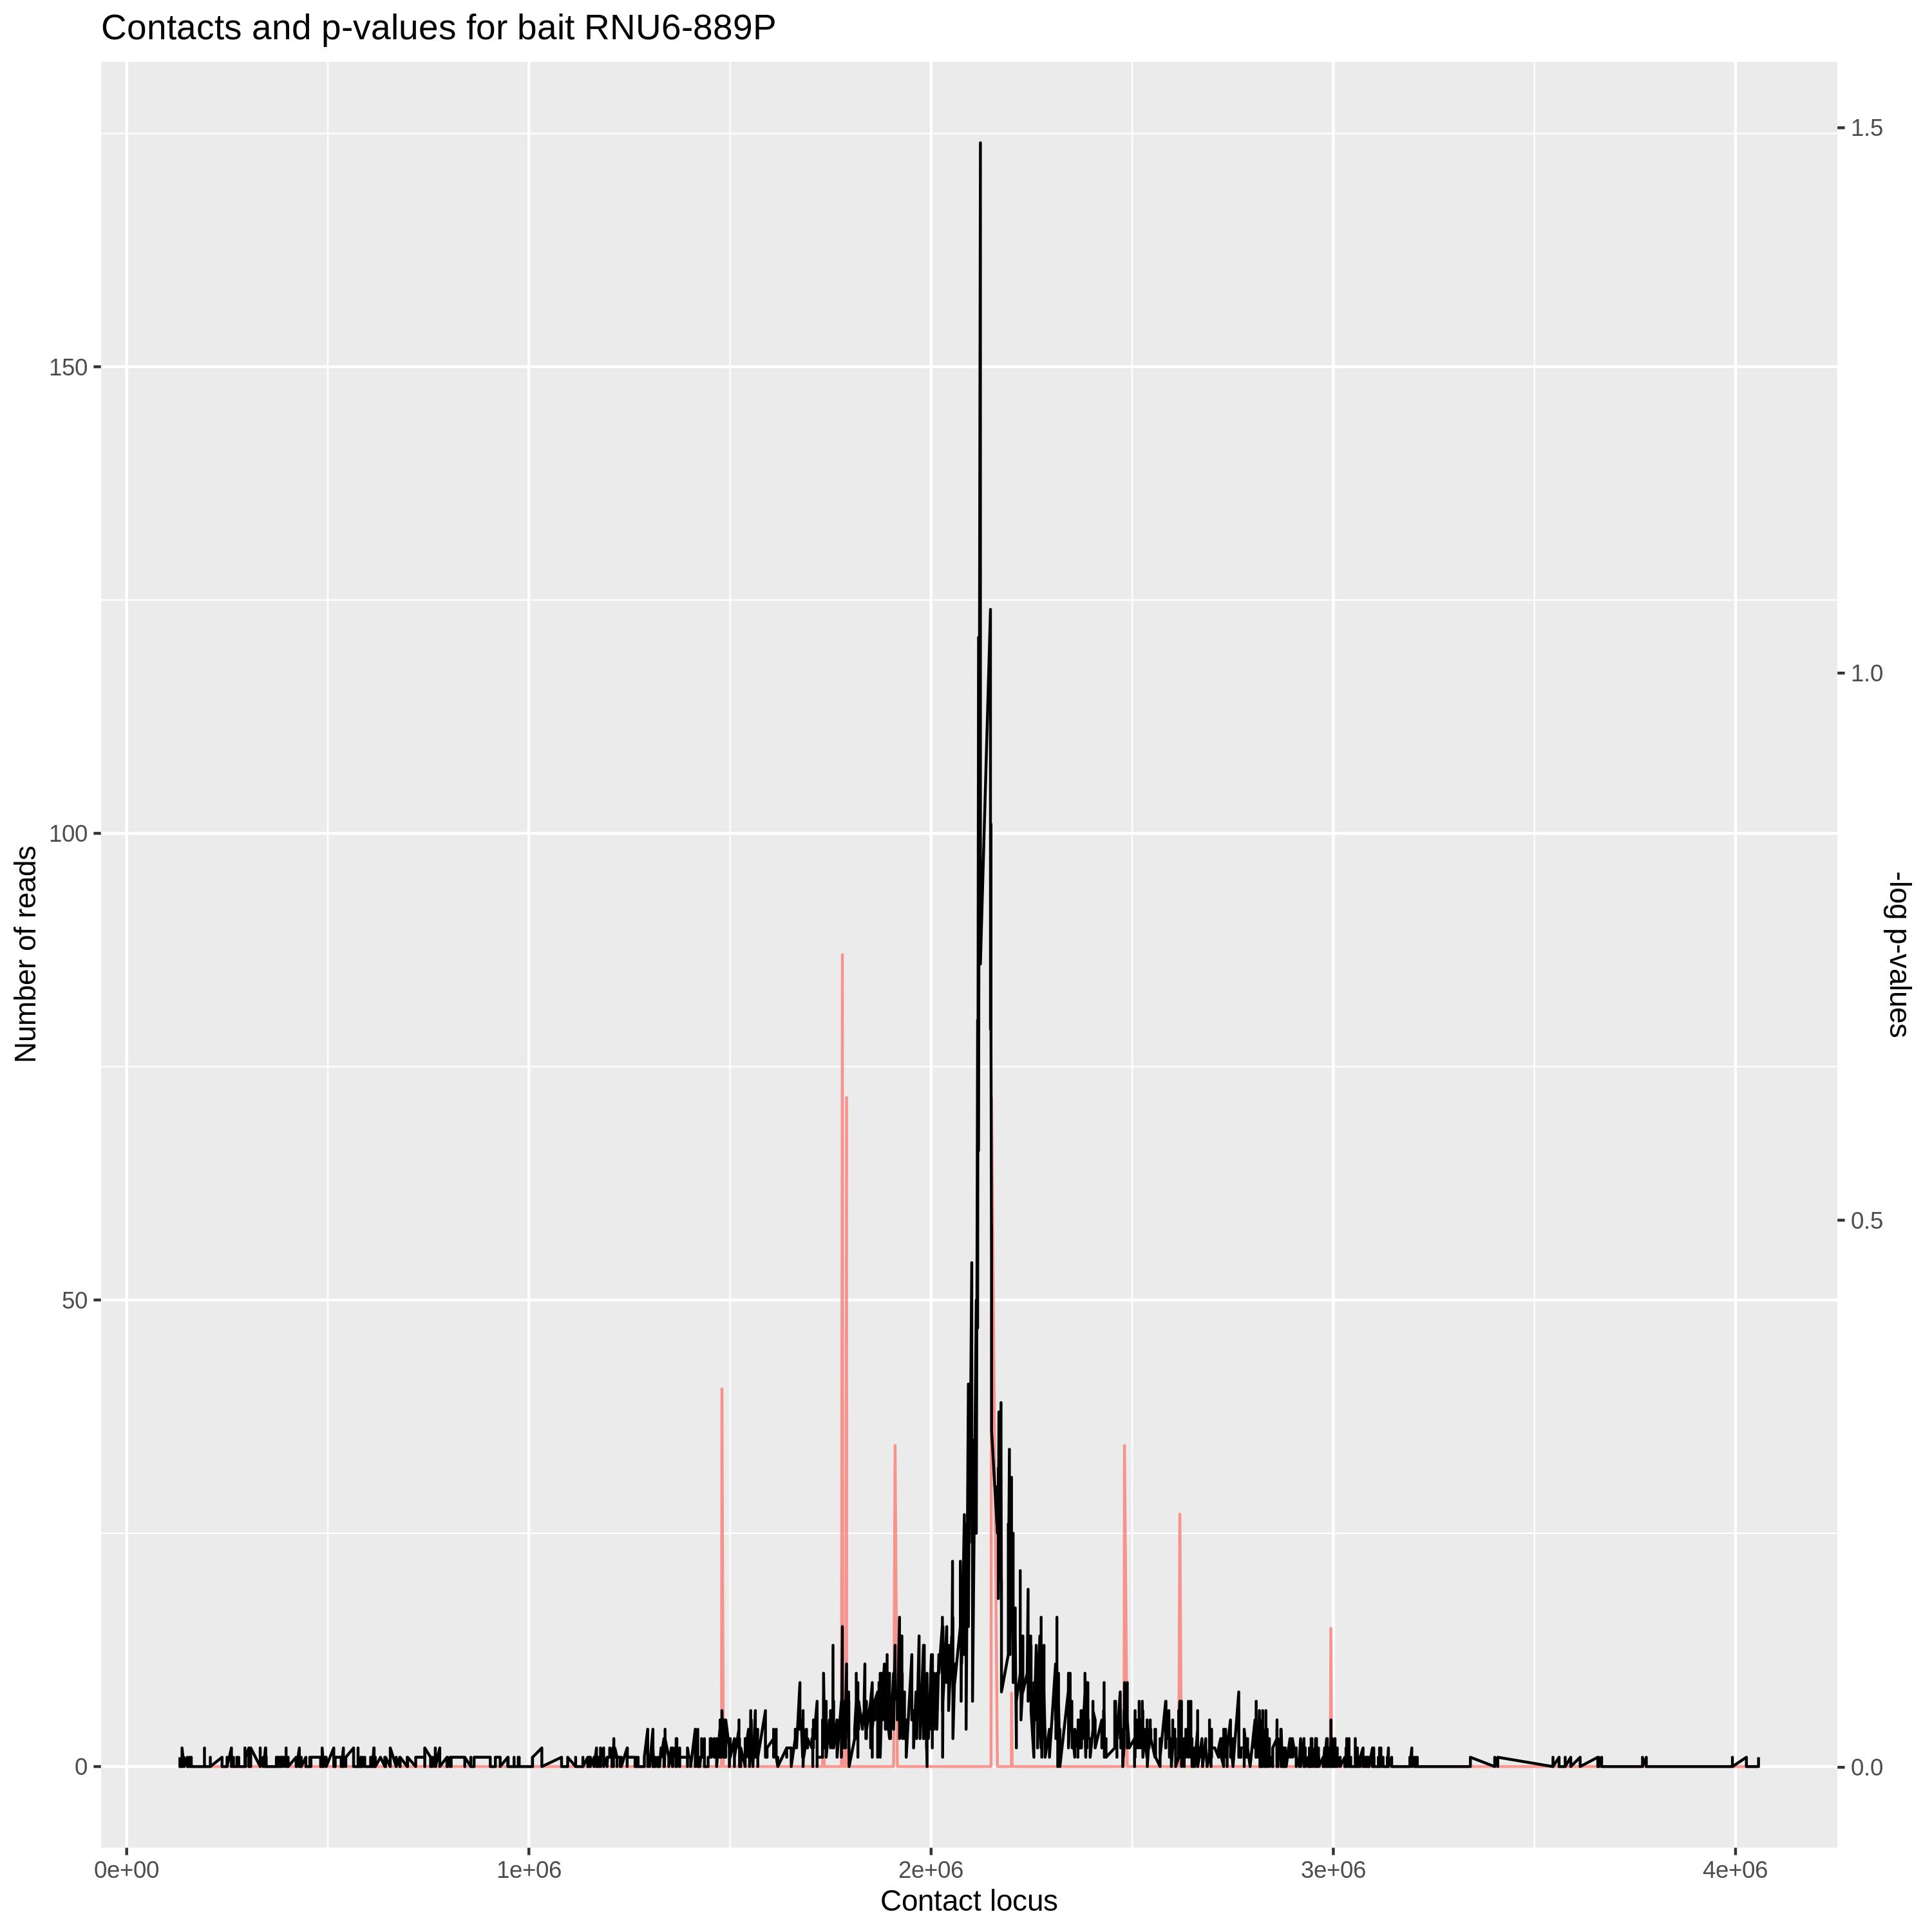 Contacts and p-values for bait RNU6-889P
1.5
150
1.0
100
Number of reads
-log p-values
0.5
50
0
0.0
0e+00 1e+06 2e+06 3e+06 4e+06
Contact locus